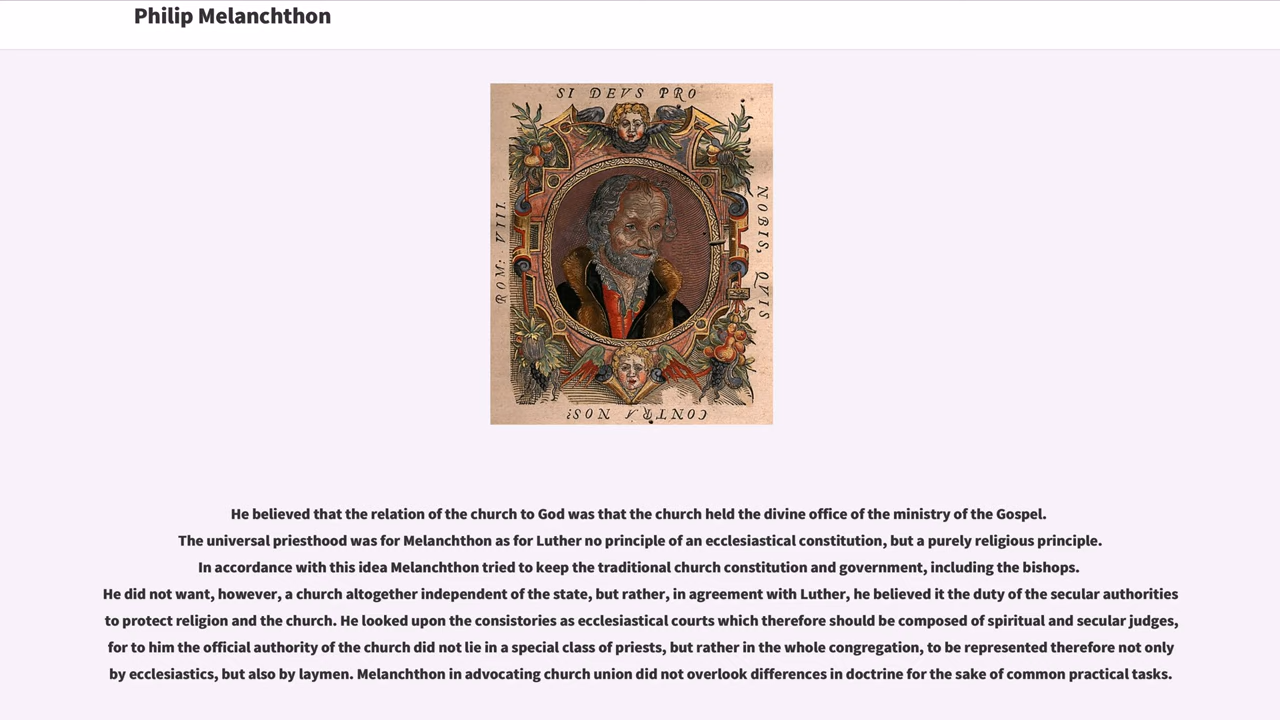 Philip Melanchthon
SI DEVS PRO
NOBIS, QVIS
CONTRA NOS?
ROM: VIII.
He believed that the relation of the church to God was that the church held the divine office of the ministry of the Gospel.
The universal priesthood was for Melanchthon as for Luther no principle of an ecclesiastical constitution, but a purely religious principle.
In accordance with this idea Melanchthon tried to keep the traditional church constitution and government, including the bishops.
He did not want, however, a church altogether independent of the state, but rather, in agreement with Luther, he believed it the duty of the secular authorities
to protect religion and the church. He looked upon the consistories as ecclesiastical courts which therefore should be composed of spiritual and secular judges,
for to him the official authority of the church did not lie in a special class of priests, but rather in the whole congregation, to be represented therefore not only
by ecclesiastics, but also by laymen. Melanchthon in advocating church union did not overlook differences in doctrine for the sake of common practical tasks.